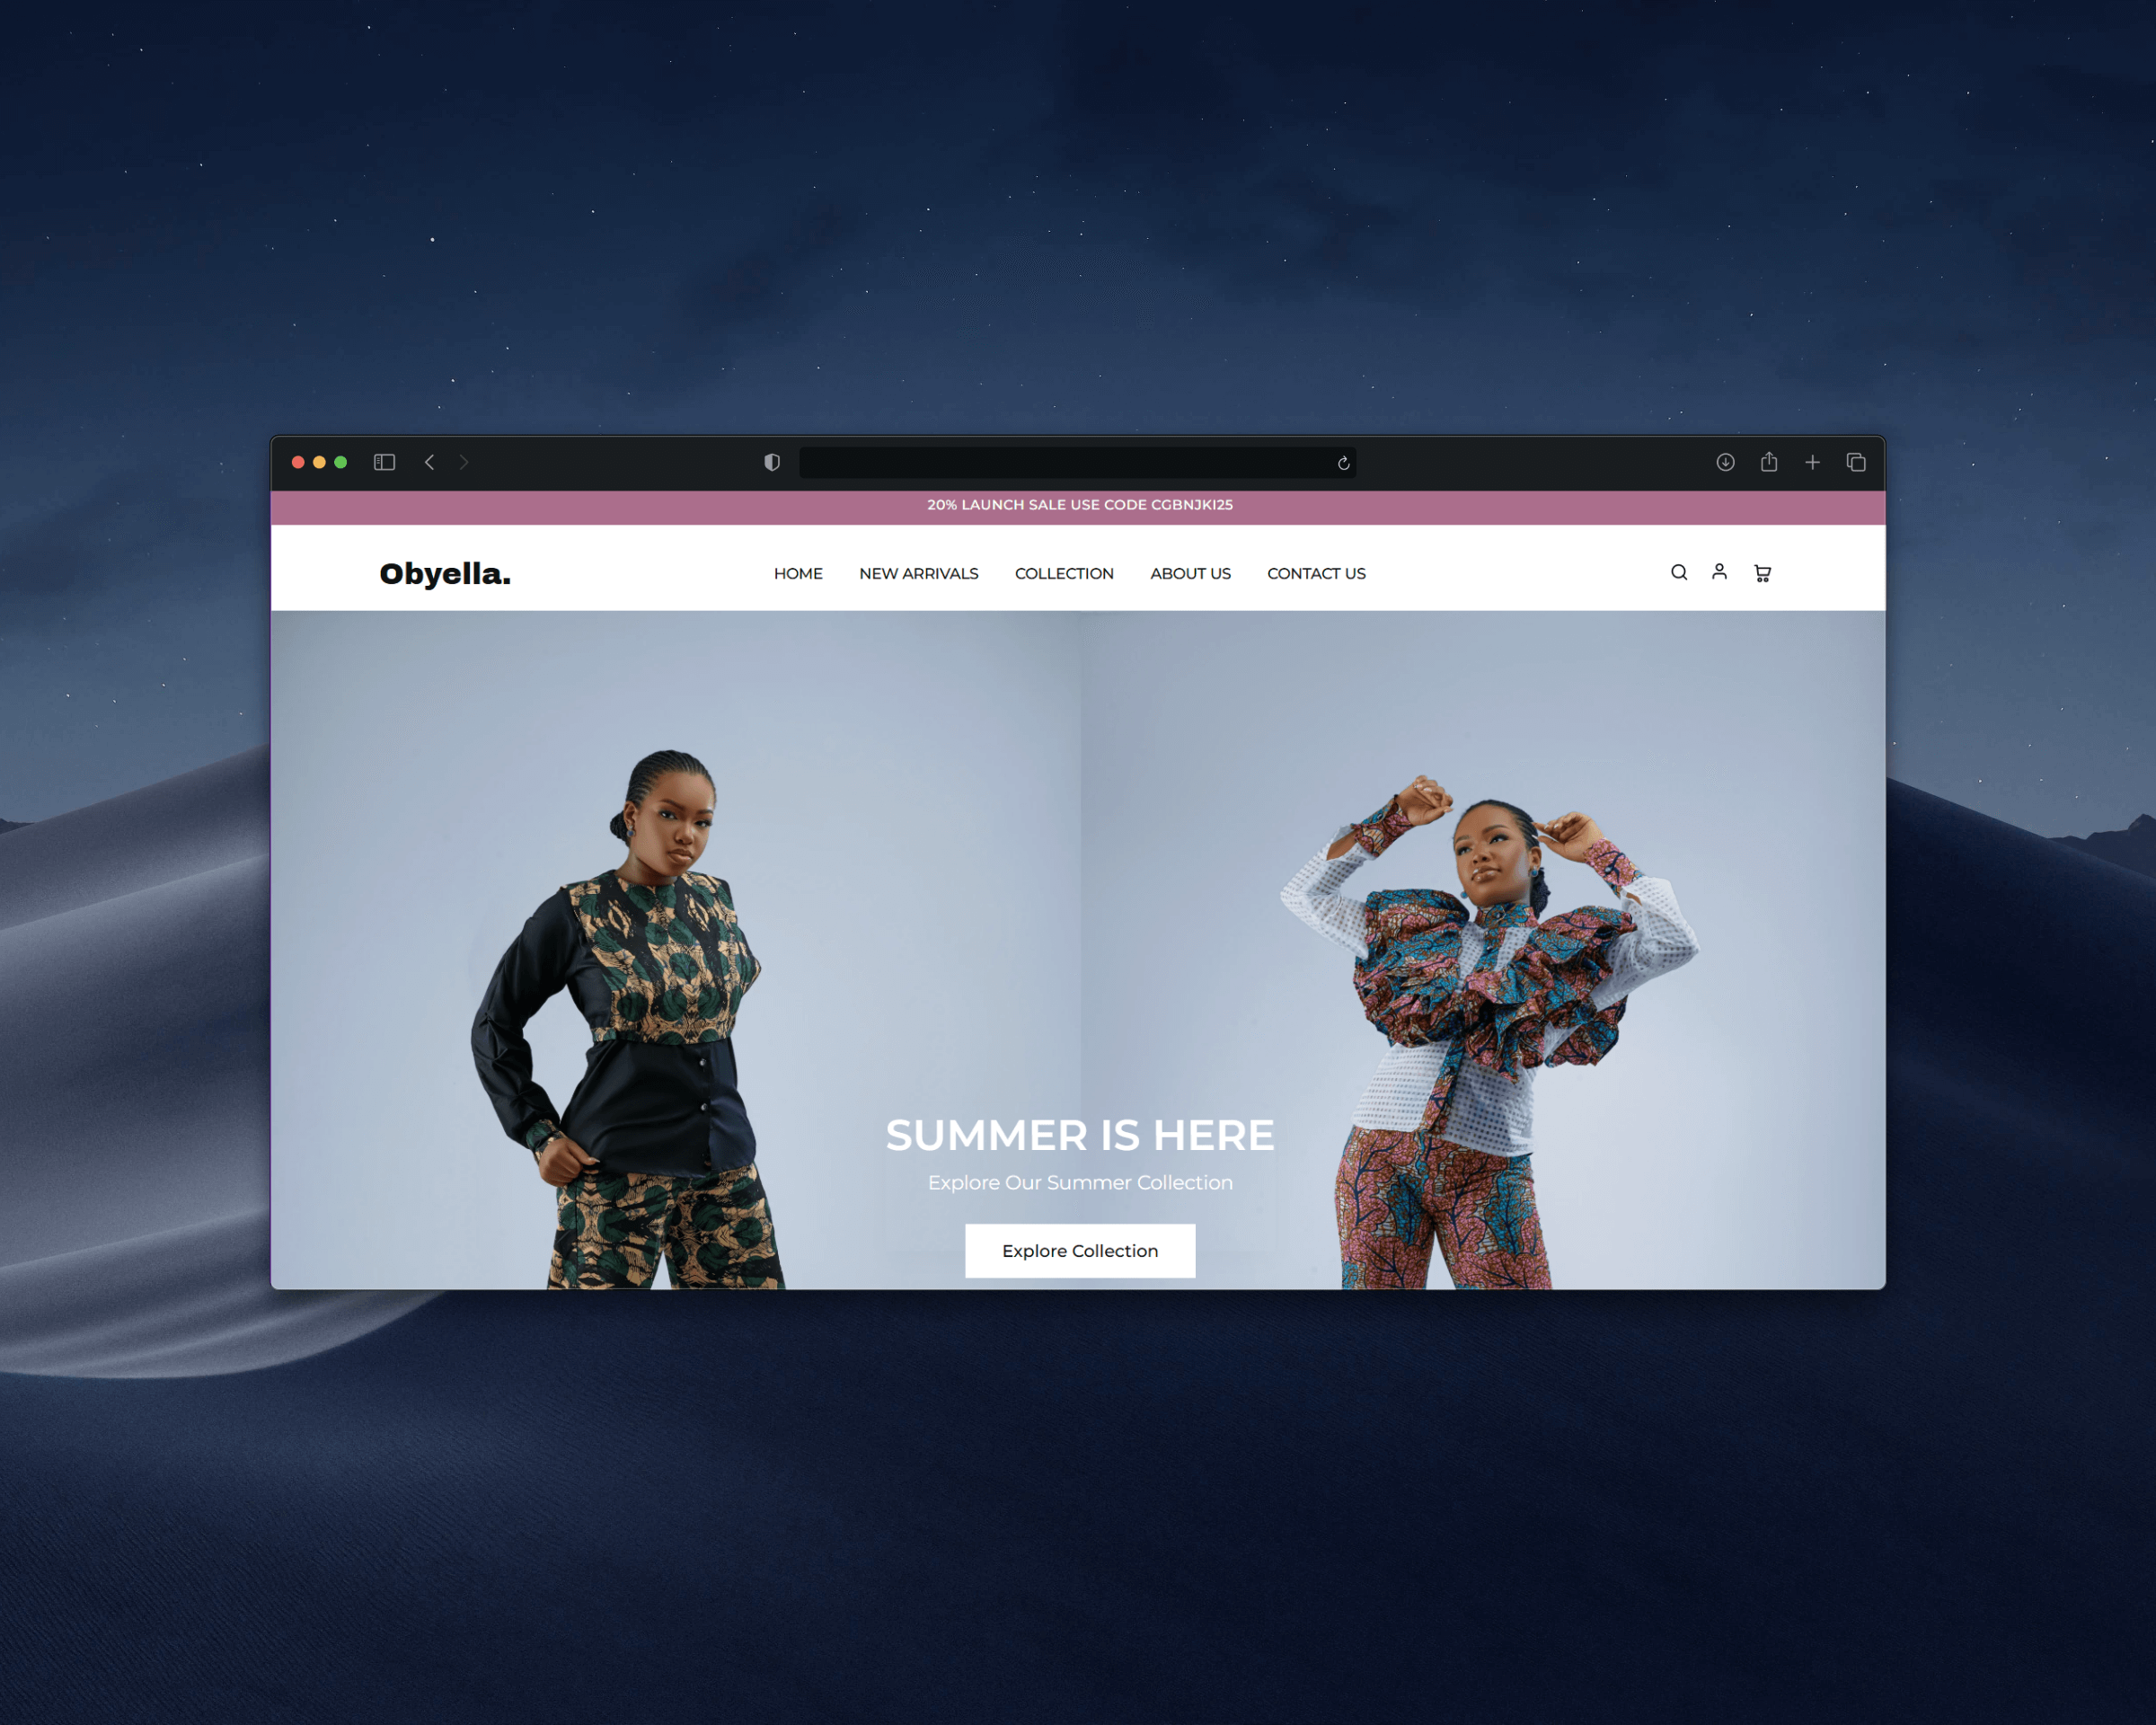 20% LAUNCH SALE USE CODE CGBNJKI25
Obyella.
HOME NEW ARRIVALS COLLECTION ABOUT US CONTACT US
SUMMER IS HERE
Explore Our Summer Collection
Explore Collection